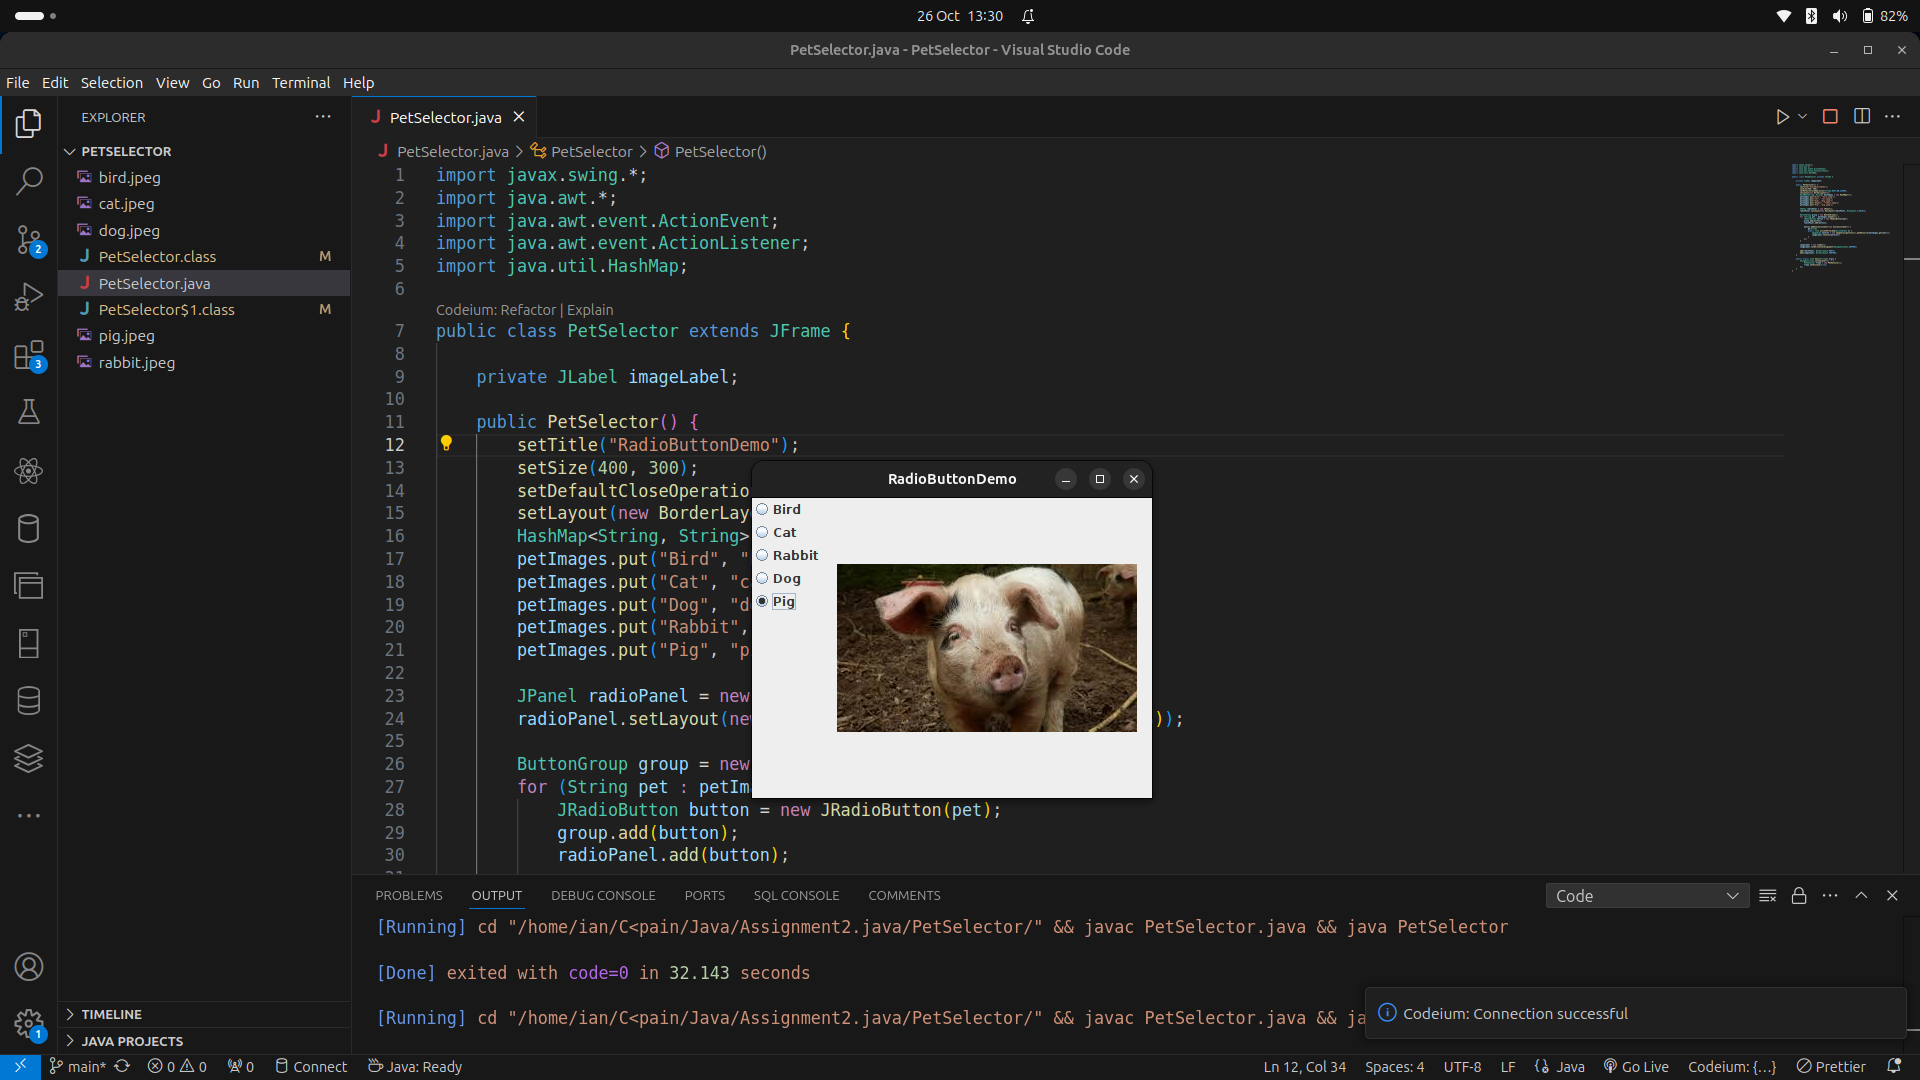 26 Oct 13:30
82%
PetSelector.java - PetSelector - Visual Studio Code
File Edit Selection View Go Run Terminal Help
EXPLORER
PETSELECTOR
bird.jpeg
cat.jpeg
dog.jpeg
PetSelector.class M
PetSelector.java
PetSelector$1.class M
pig.jpeg
rabbit.jpeg
TIMELINE
JAVA PROJECTS
2
3
1
PetSelector.java
PetSelector.java > PetSelector > PetSelector()
1 import javax.swing.*;
2 import java.awt.*;
3 import java.awt.event.ActionEvent;
4 import java.awt.event.ActionListener;
5 import java.util.HashMap;
6
Codeium: Refactor | Explain
7 public class PetSelector extends JFrame {
8
9 private JLabel imageLabel;
10
11 public PetSelector() {
12 setTitle("RadioButtonDemo");
13 setSize(400, 300);
14 setDefaultCloseOperatio
15 setLayout(new BorderLay
16 HashMap<String, String>
17 petImages.put("Bird", "
18 petImages.put("Cat", "c
19 petImages.put("Dog", "d
20 petImages.put("Rabbit",
21 petImages.put("Pig", "p
22
23 JPanel radioPanel = new
24 radioPanel.setLayout(ne ));
25
26 ButtonGroup group = new
27 for (String pet : petIm
28 JRadioButton button = new JRadioButton(pet);
29 group.add(button);
30 radioPanel.add(button);
RadioButtonDemo
Bird
Cat
Rabbit
Dog
Pig
PROBLEMS OUTPUT DEBUG CONSOLE PORTS SQL CONSOLE COMMENTS
Code
[Running] cd "/home/ian/C<pain/Java/Assignment2.java/PetSelector/" && javac PetSelector.java && java PetSelector
[Done] exited with code=0 in 32.143 seconds
[Running] cd "/home/ian/C<pain/Java/Assignment2.java/PetSelector/" && javac PetSelector.java && ja
Codeium: Connection successful
main* 0 0 0 Connect Java: Ready
Ln 12, Col 34 Spaces: 4 UTF-8 LF Java Go Live Codeium: {...} Prettier